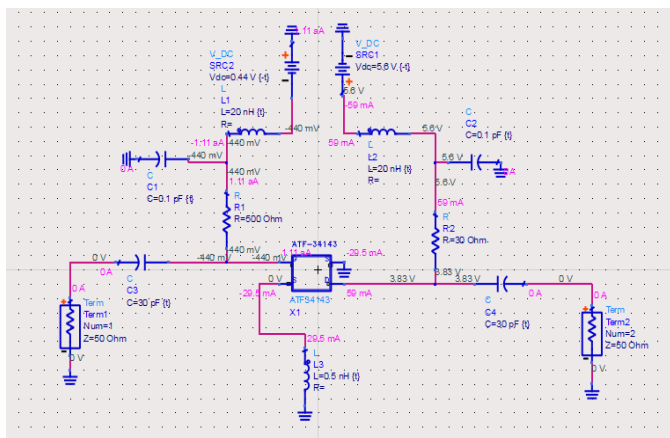 1.11 aA
V_DC
SRC2
Vdc=0.44 V {-t}
V_DC
SRC1
Vdc=5.6 V {-t}
5.6 V
-59 mA
L
L1
L=20 nH {t}
R=
-1.11 aA
-440 mV
440 mV
59 mA
L
L2
L=20 nH {t}
R=
5.6 V
C
C2
C=0.1 pF {t}
0 A
5.6 V
5.6 V
-440 mV
0 A
C
C1
C=0.1 pF {t}
440 mV
1.11 aA
R
R1
R=500 Ohm
59 mA
R
R2
R=30 Ohm
ATF-34143
0 V
0 A
C
C3
C=30 pF {t}
-440 mV
-440 mV
1.11 aA
-29.5 mA
0 V
-29.5 mA
ATF34143
X1
59 mA
3.83 V
3.83 V
3.83 V
C
C4
C=30 pF {t}
0 A
0 V
0 A
Term
Term1
Num=1
Z=50 Ohm
0 V
0 A
Term
Term2
Num=2
Z=50 Ohm
0 V
29.5 mA
L
L3
L=0.5 nH {t}
R=